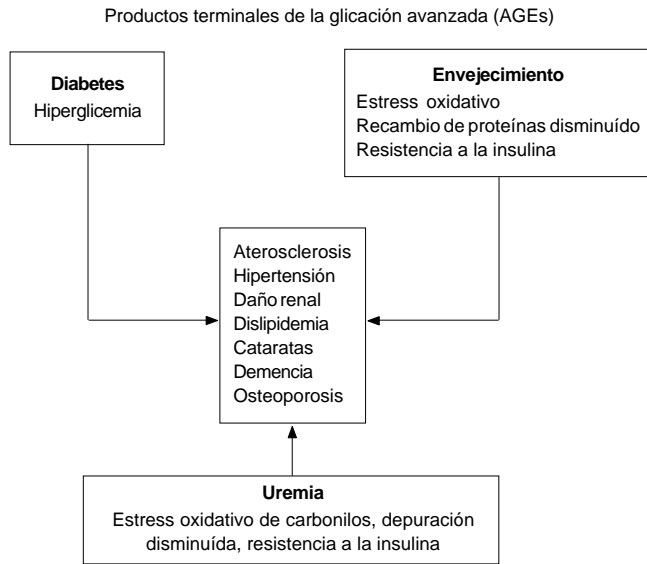 Productos terminales de la glicación avanzada (AGEs)
Diabetes
Hiperglicemia
Envejecimiento
Estress oxidativo
Recambio de proteínas disminuído
Resistencia a la insulina
Aterosclerosis
Hipertensión
Daño renal
Dislipidemia
Cataratas
Demencia
Osteoporosis
Uremia
Estress oxidativo de carbonilos, depuración
disminuída, resistencia a la insulina